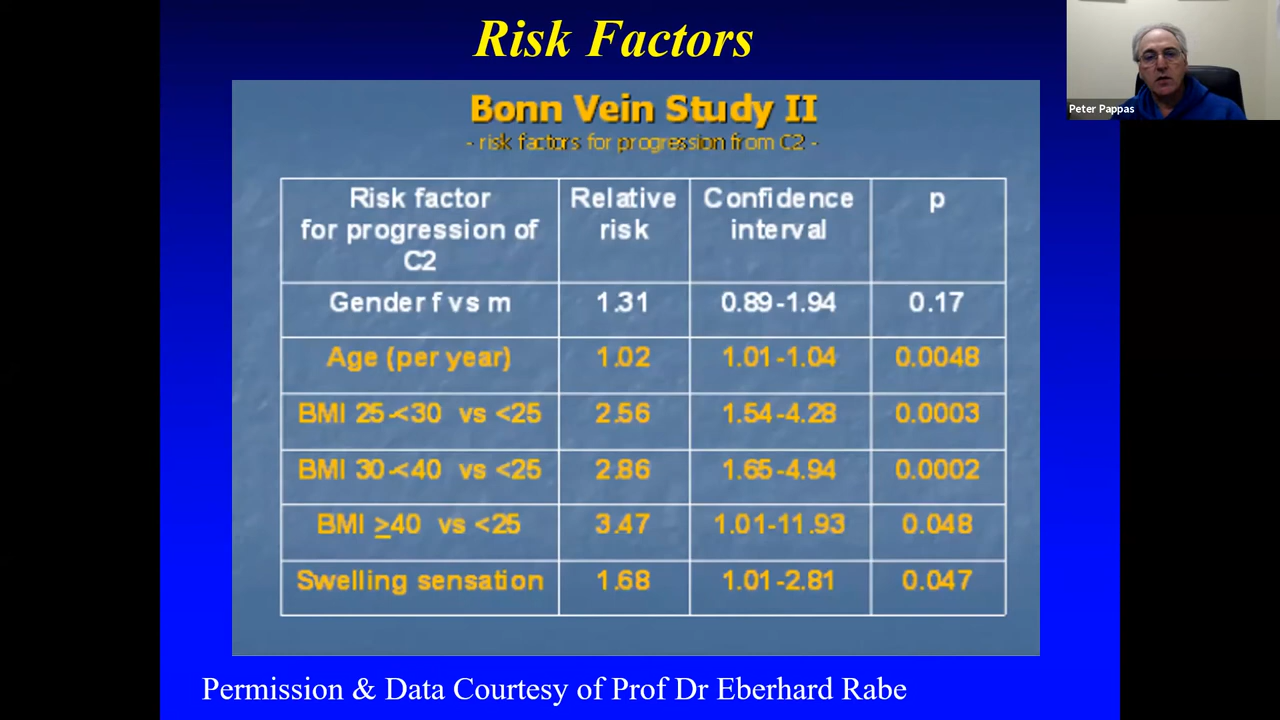 Risk Factors
Peter Pappas
Bonn Vein Study II
- risk factors for progression from C2 -
Risk factor for progression of C2 Relative risk Confidence interval p
Gender f vs m 1.31 0.89-1.94 0.17
Age (per year) 1.02 1.01-1.04 0.0048
BMI 25-<30 vs <25 2.56 1.54-4.28 0.0003
BMI 30-<40 vs <25 2.86 1.65-4.94 0.0002
BMI ≥40 vs <25 3.47 1.01-11.93 0.048
Swelling sensation 1.68 1.01-2.81 0.047
Permission & Data Courtesy of Prof Dr Eberhard Rabe